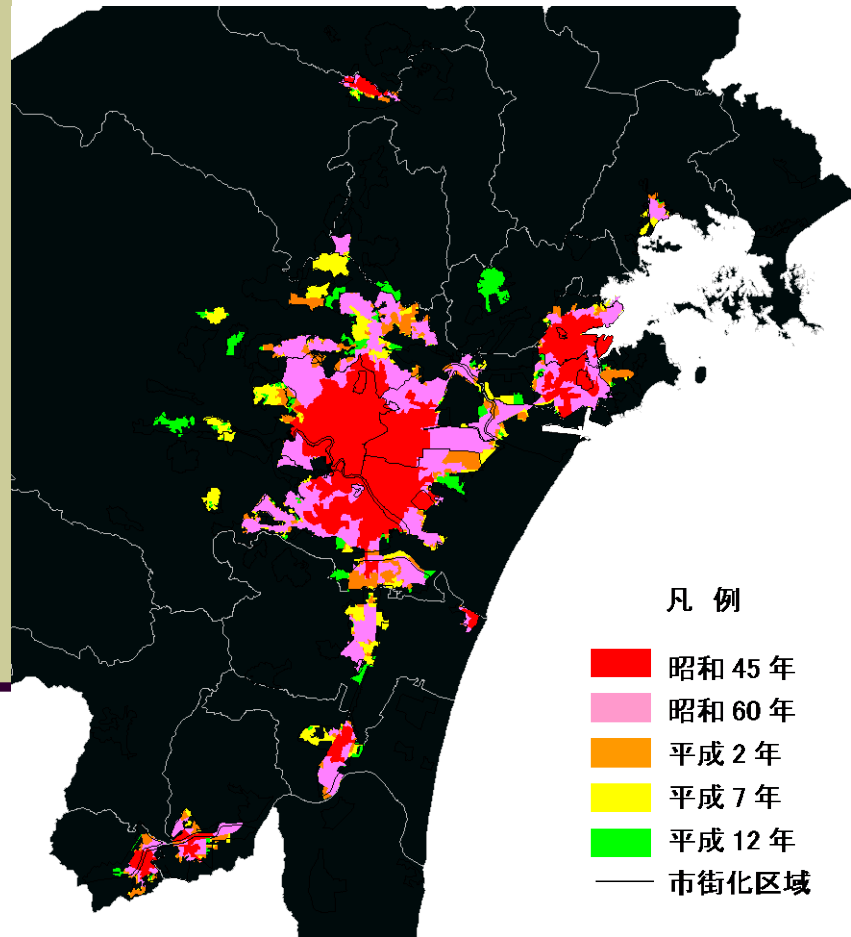 凡 例
昭和 45 年
昭和 60 年
平成 2 年
平成 7 年
平成 12 年
市街化区域